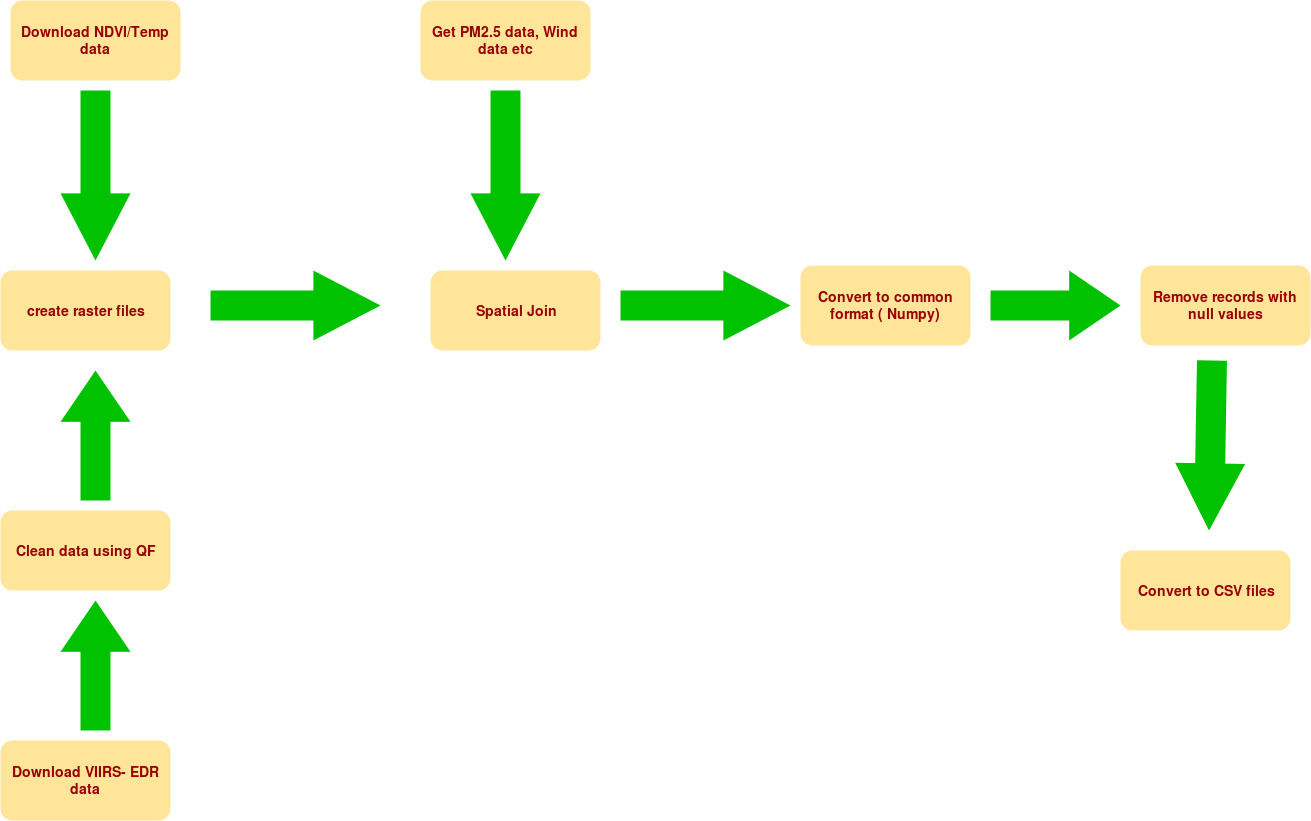 Download NDVI/Temp
data
Get PM2.5 data, Wind
data etc
create raster files
Spatial Join
Convert to common
format ( Numpy)
Remove records with
null values
Clean data using QF
Convert to CSV files
Download VIIRS- EDR
data